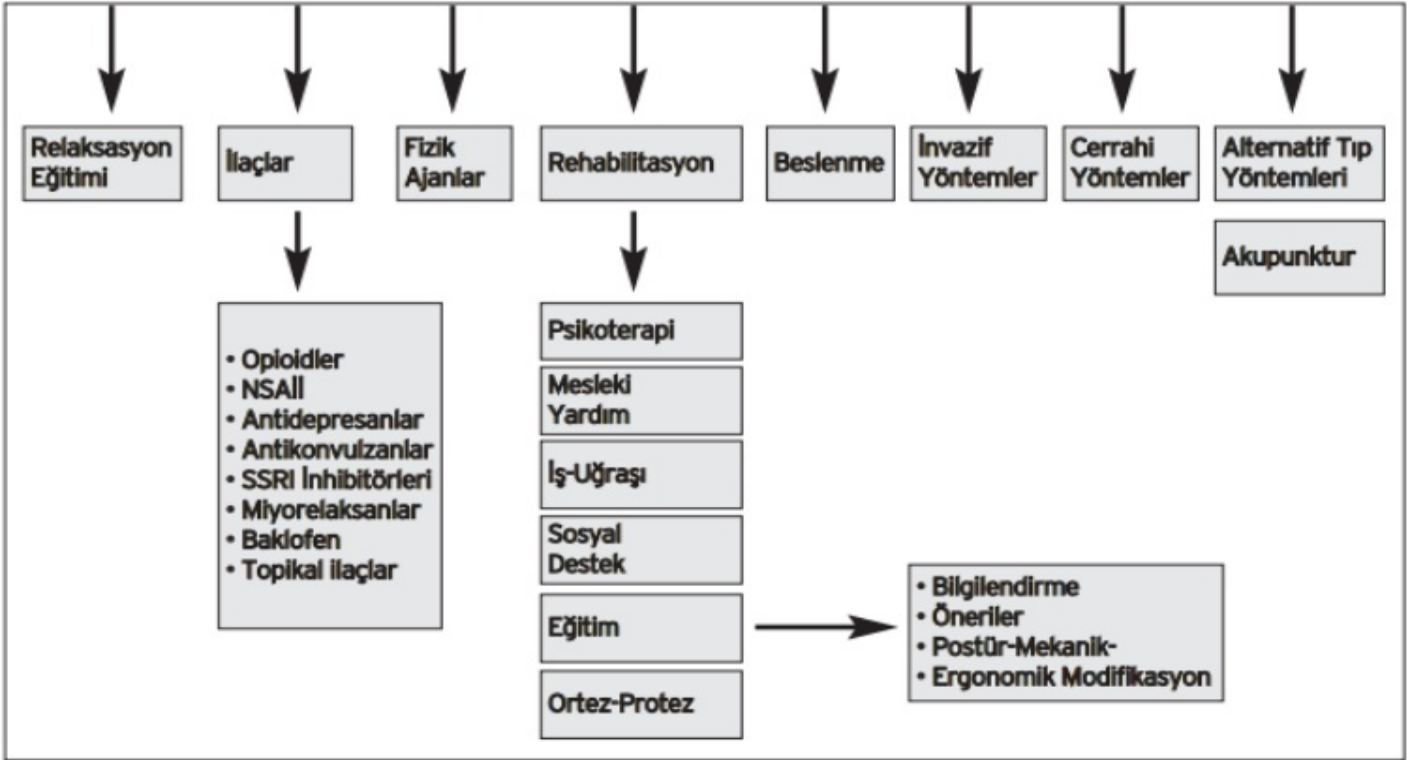 Relaksasyon
Eğitimi
İlaçlar
Fizik
Ajanlar
Rehabilitasyon
Beslenme
İnvazif
Yöntemler
Cerrahi
Yöntemler
Alternatif Tıp
Yöntemleri
Akupunktur
• Opioidler
• NSAİİ
• Antidepresanlar
• Antikonvulzanlar
• SSRI İnhibitörleri
• Miyorelaksanlar
• Baklofen
• Topikal ilaçlar
Psikoterapi
Mesleki
Yardım
İş-Uğraşı
Sosyal
Destek
Eğitim
Ortez-Protez
• Bilgilendirme
• Öneriler
• Postür-Mekanik-
• Ergonomik Modifikasyon